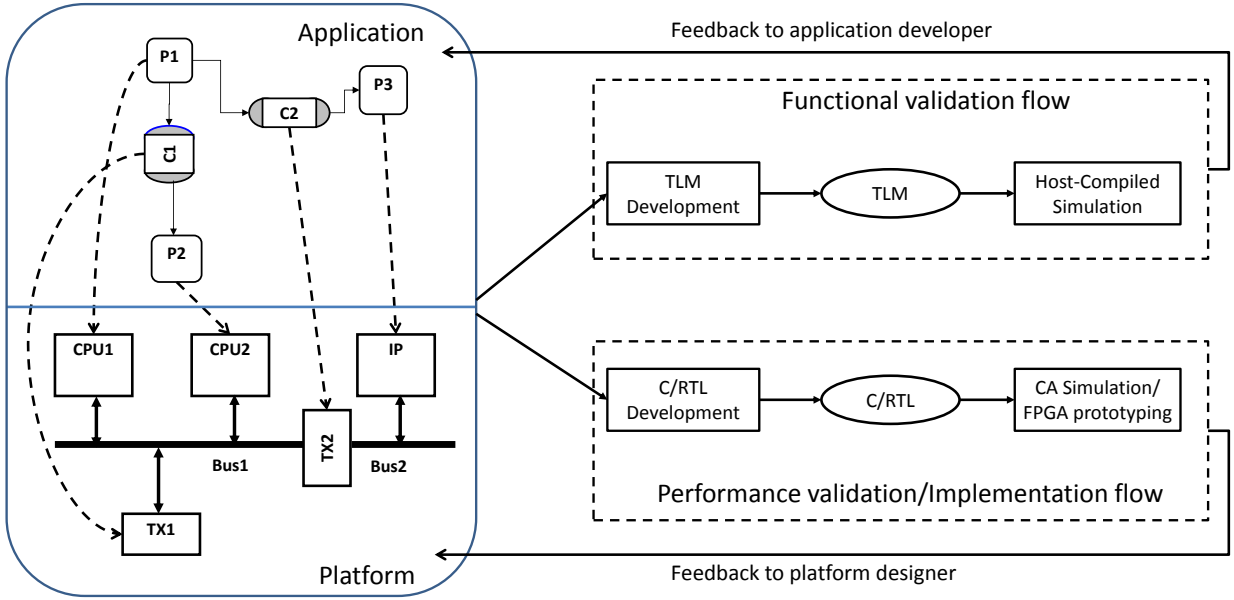 Application
P1
P3
C2
C1
P2
CPU1
CPU2
IP
TX2
Bus1
Bus2
TX1
Platform
Feedback to application developer
Functional validation flow
TLM
Development
TLM
Host-Compiled
Simulation
C/RTL
Development
C/RTL
CA Simulation/
FPGA prototyping
Performance validation/Implementation flow
Feedback to platform designer